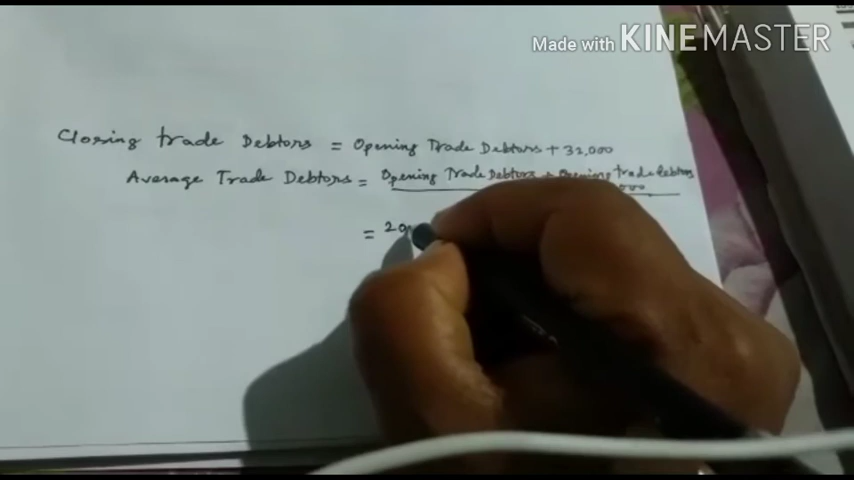 Made with KINEMASTER
Closing trade Debtors = Opening Trade Debtors + 32,000
Average Trade Debtors = Opening Trade Debtors + Opening trade debtors
= 20